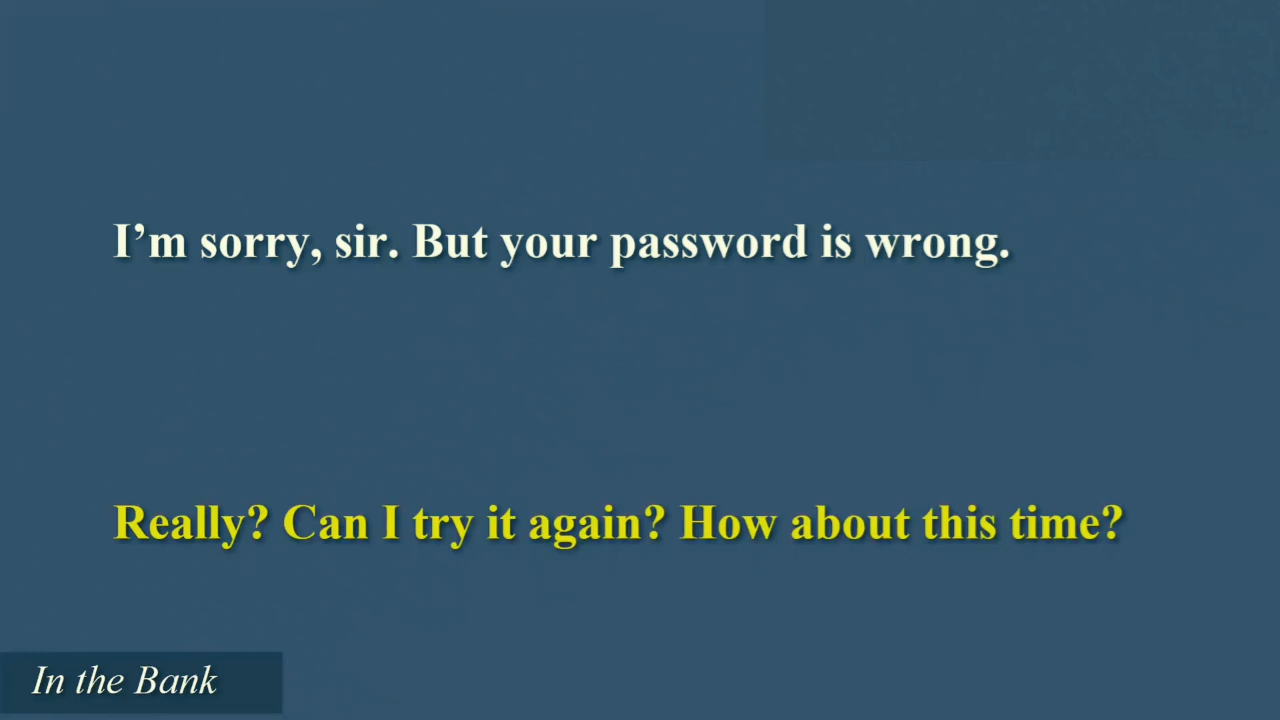 I’m sorry, sir. But your password is wrong.
Really? Can I try it again? How about this time?
In the Bank